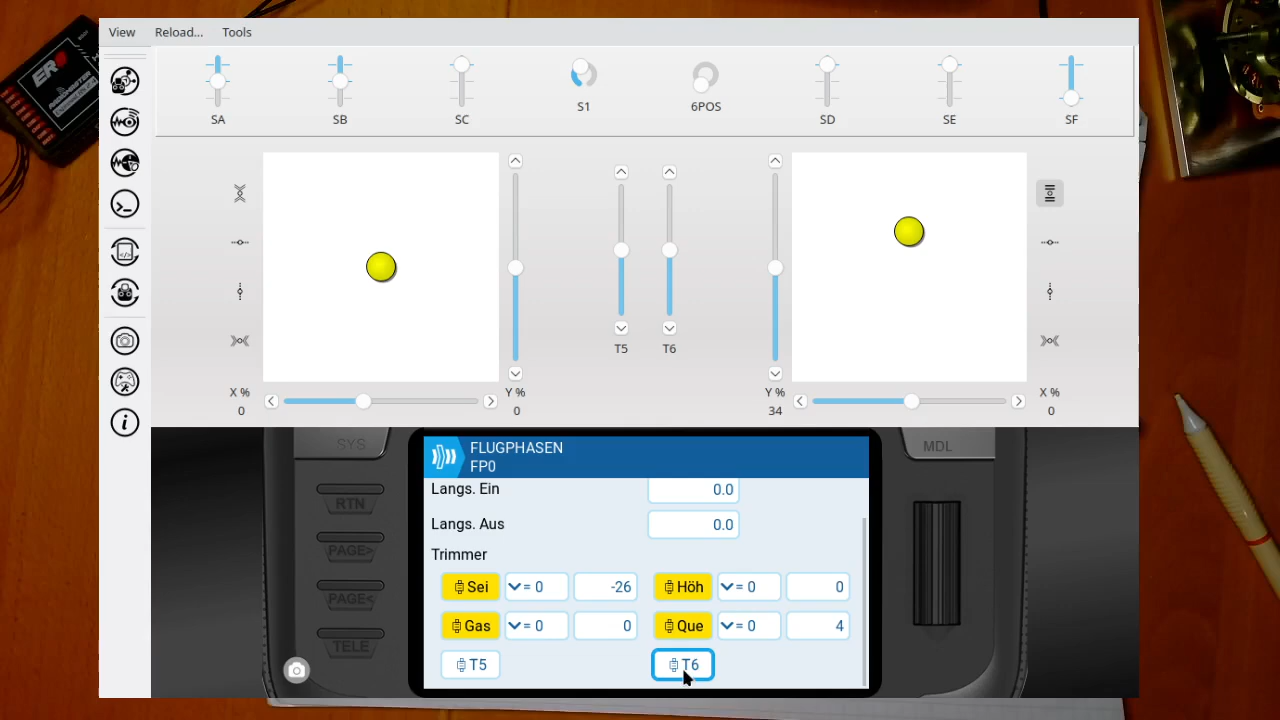 View Reload... Tools
ERO
RADIOMASTER
SA SB SC S1 6POS SD SE SF
T5 T6
X % Y % Y % X %
0 0 34 0
SYS
MDL
RTN
PAGE>
PAGE<
TELE
FLUGPHASEN
FP0
Langs. Ein 0.0
Langs. Aus 0.0
Trimmer
Sei = 0 -26 Höh = 0 0
Gas = 0 0 Que = 0 4
T5 T6